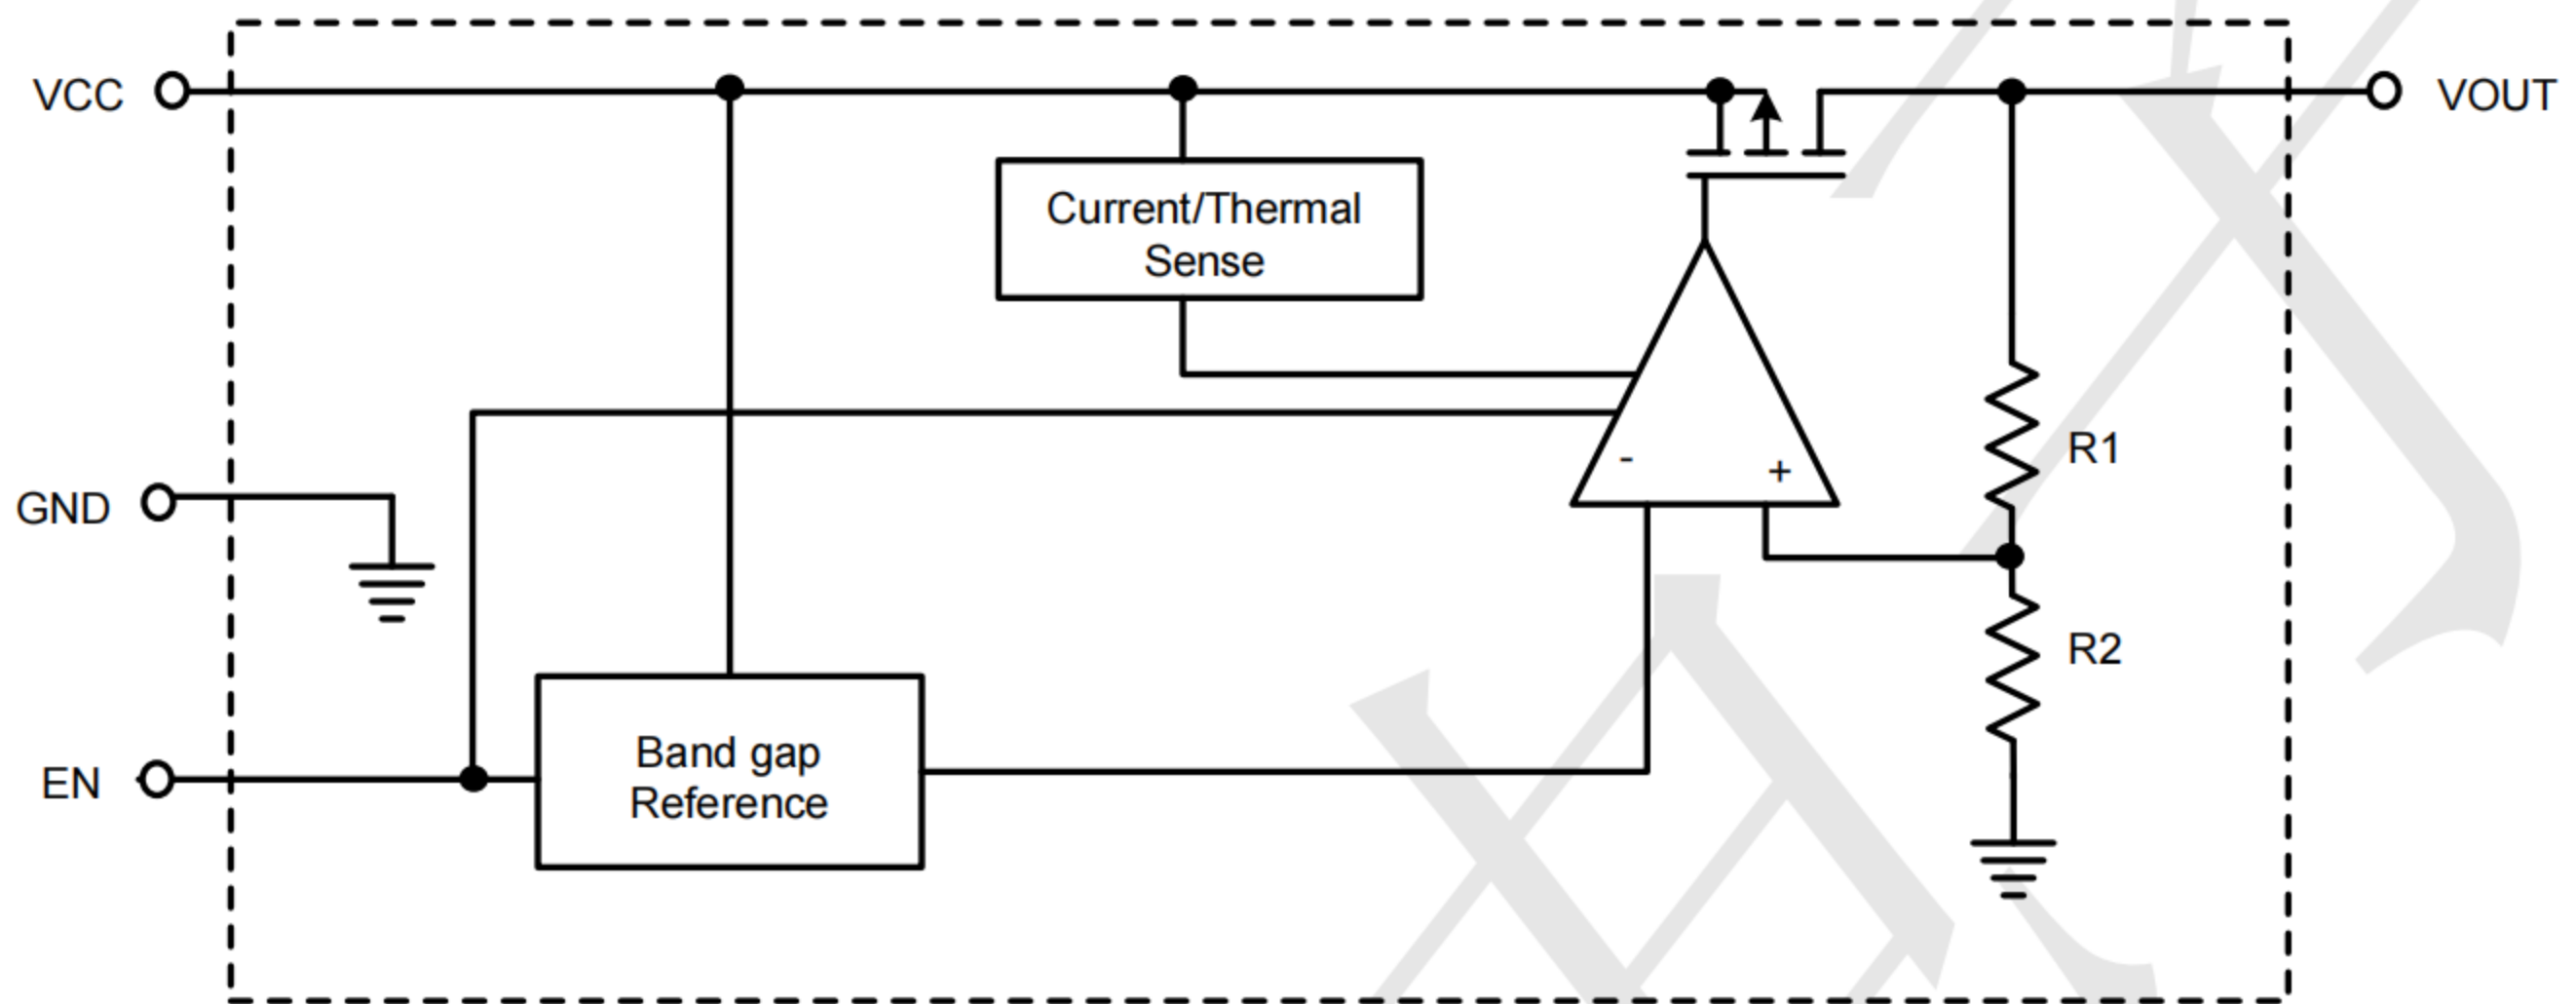 VCC
VOUT
Current/Thermal
Sense
GND
-
+
R1
R2
EN
Band gap
Reference